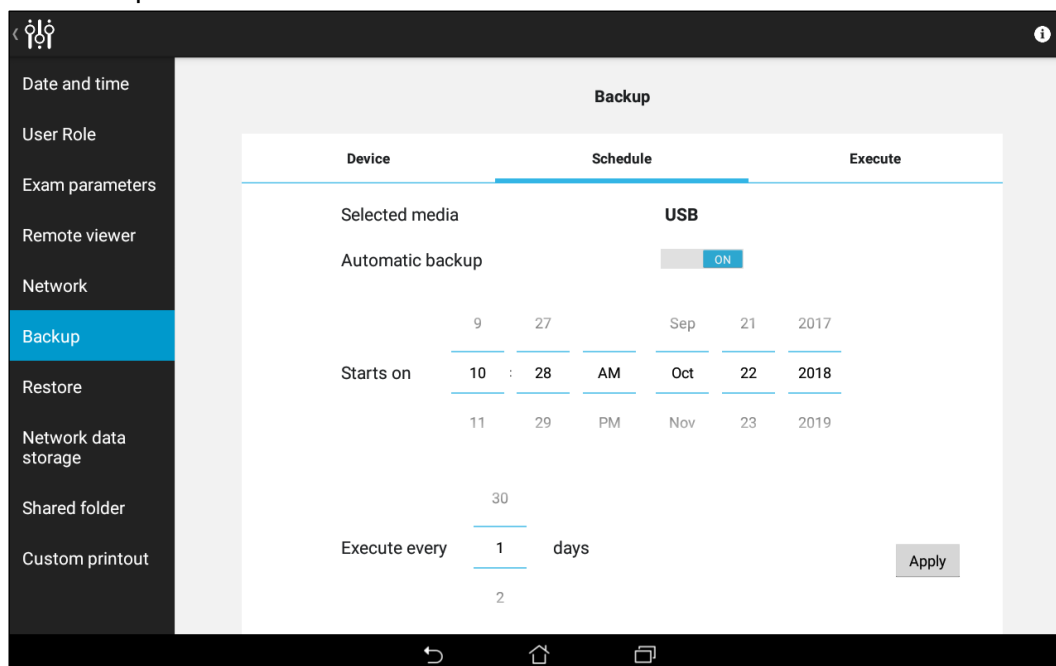 Date and time
User Role
Exam parameters
Remote viewer
Network
Backup
Restore
Network data
storage
Shared folder
Custom printout
Backup
Device Schedule Execute
Selected media USB
Automatic backup ON
9 27 Sep 21 2017
Starts on 10 : 28 AM Oct 22 2018
11 29 PM Nov 23 2019
30
Execute every 1 days
2
Apply